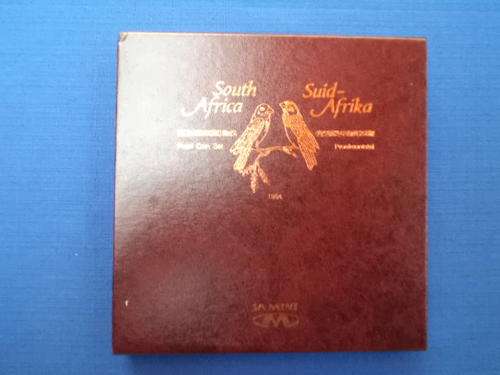 South
Africa
Proof Coin Set
Suid-
Afrika
Proefmuntstel
1994
SA MINT